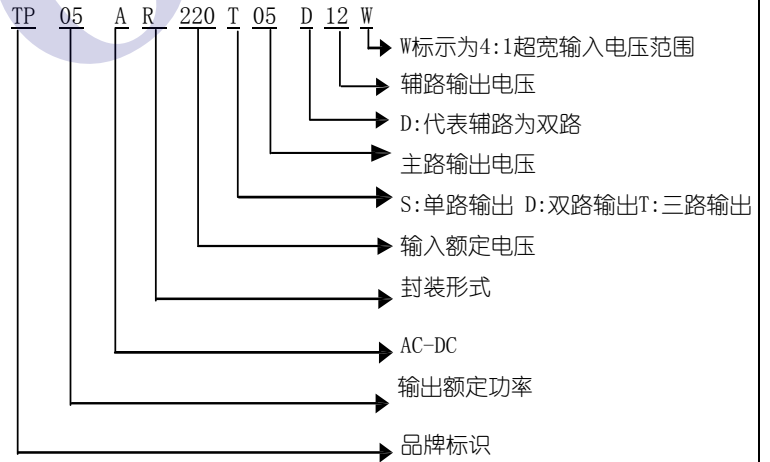 TP 05 A R 220 T 05 D 12 W
W标示为4:1超宽输入电压范围
辅路输出电压
D:代表辅路为双路
主路输出电压
S:单路输出 D:双路输出T:三路输出
输入额定电压
封装形式
AC-DC
输出额定功率
品牌标识